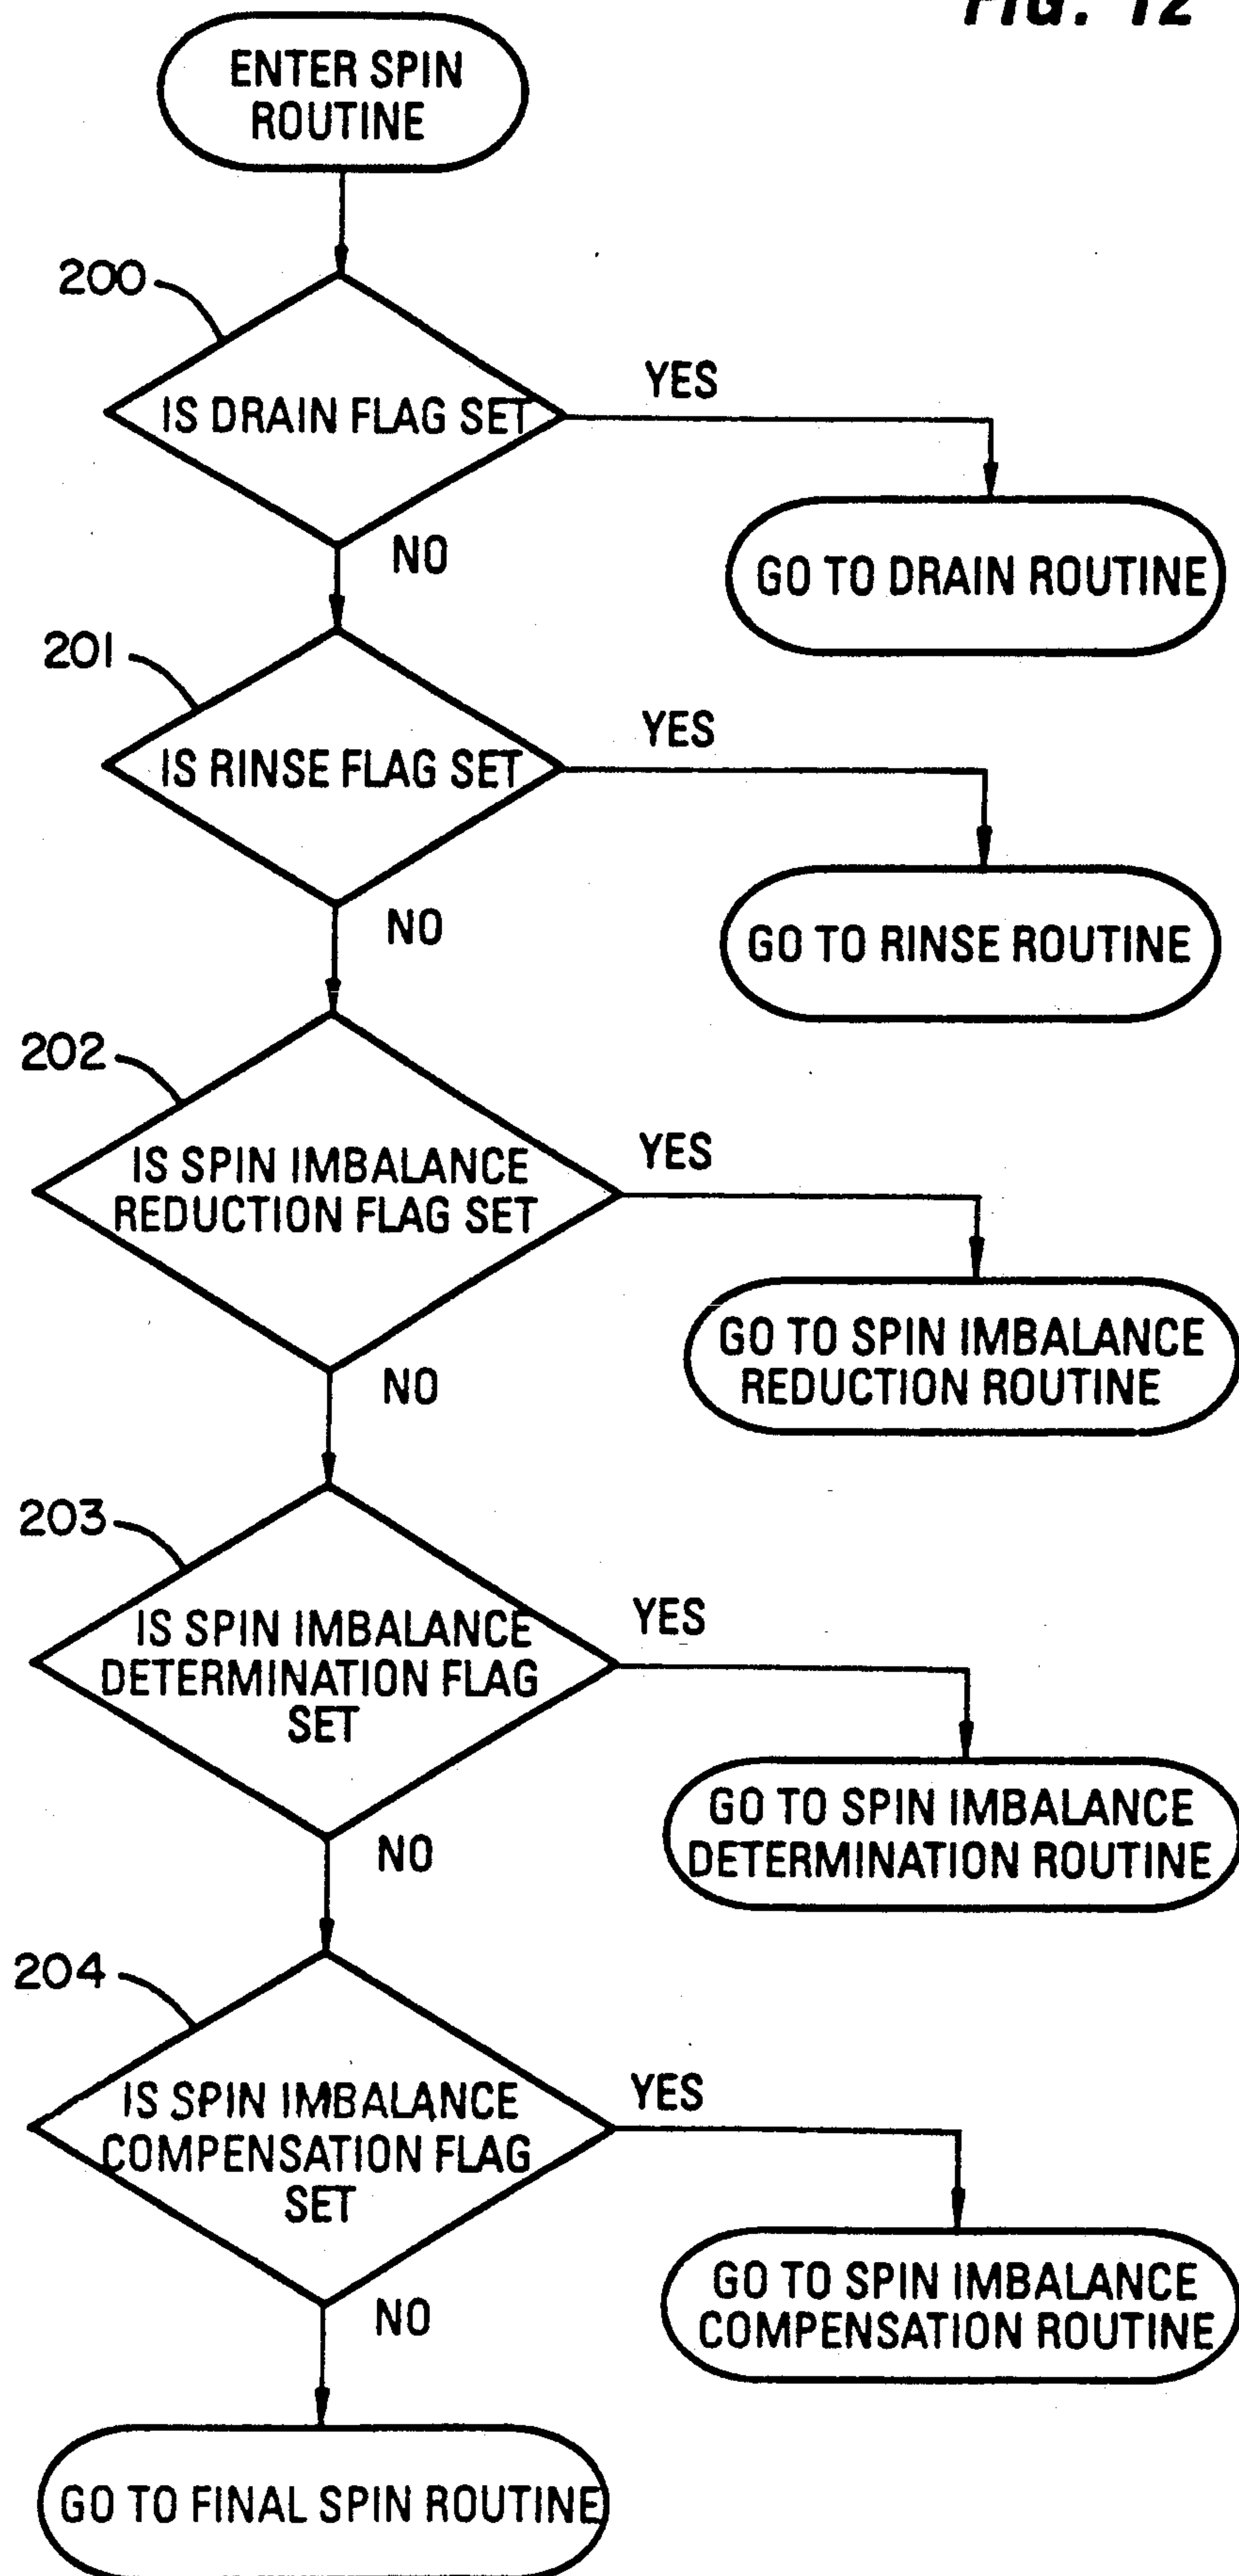 FIG. 12
ENTER SPIN
ROUTINE
200
IS DRAIN FLAG SET
YES
GO TO DRAIN ROUTINE
NO
201
IS RINSE FLAG SET
YES
GO TO RINSE ROUTINE
NO
202
IS SPIN IMBALANCE
REDUCTION FLAG SET
YES
GO TO SPIN IMBALANCE
REDUCTION ROUTINE
NO
203
IS SPIN IMBALANCE
DETERMINATION FLAG
SET
YES
GO TO SPIN IMBALANCE
DETERMINATION ROUTINE
NO
204
IS SPIN IMBALANCE
COMPENSATION FLAG
SET
YES
GO TO SPIN IMBALANCE
COMPENSATION ROUTINE
NO
GO TO FINAL SPIN ROUTINE